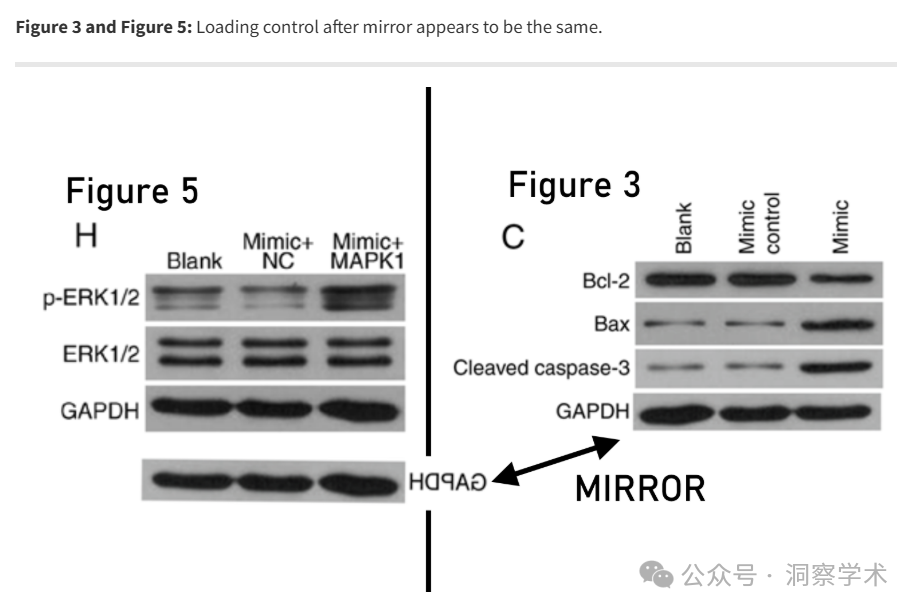 Figure 3 and Figure 5: Loading control after mirror appears to be the same.
Figure 5
H
Blank
Mimic+
NC
Mimic+
MAPK1
p-ERK1/2
ERK1/2
GAPDH
GAPDH
Figure 3
C
Blank
Mimic
control
Mimic
Bcl-2
Bax
Cleaved caspase-3
GAPDH
MIRROR
公众号 · 洞察学术